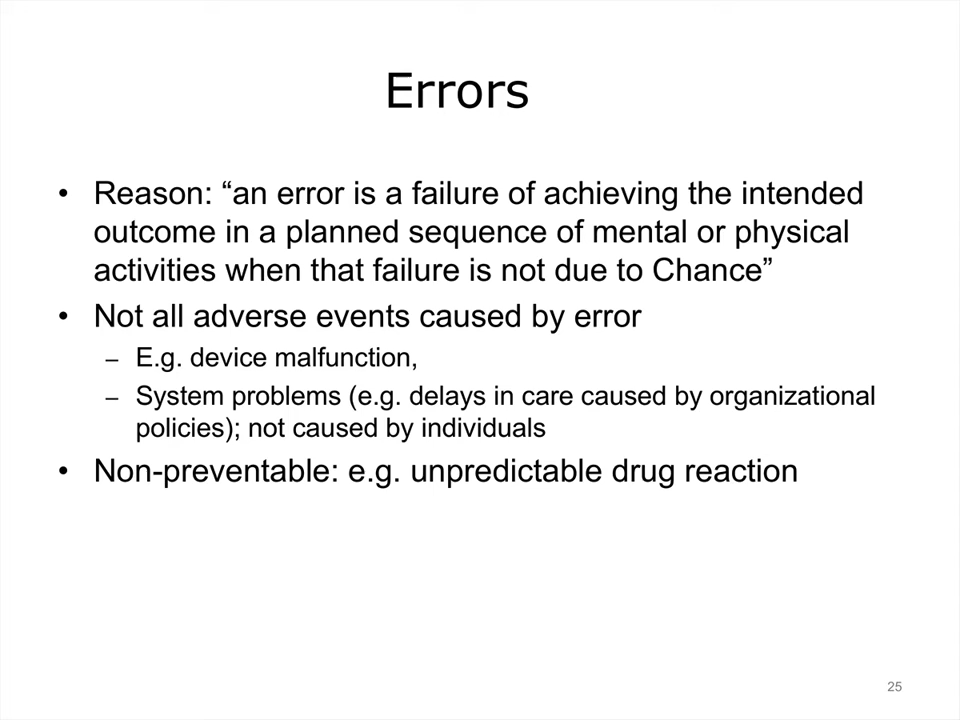 Errors
• Reason: “an error is a failure of achieving the intended
outcome in a planned sequence of mental or physical
activities when that failure is not due to Chance”
• Not all adverse events caused by error
– E.g. device malfunction,
– System problems (e.g. delays in care caused by organizational
policies); not caused by individuals
• Non-preventable: e.g. unpredictable drug reaction
25